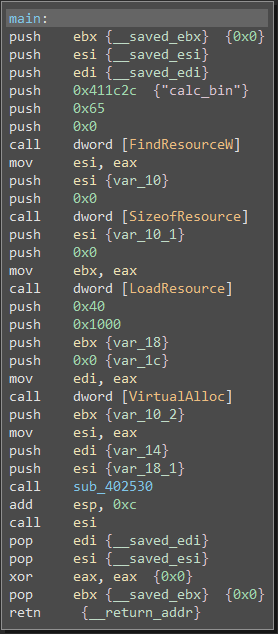 main:
push ebx {__saved_ebx} {0x0}
push esi {__saved_esi}
push edi {__saved_edi}
push 0x411c2c {"calc_bin"}
push 0x65
push 0x0
call dword [FindResourceW]
mov esi, eax
push esi {var_10}
push 0x0
call dword [SizeofResource]
push esi {var_10_1}
push 0x0
mov ebx, eax
call dword [LoadResource]
push 0x40
push 0x1000
push ebx {var_18}
push 0x0 {var_1c}
mov edi, eax
call dword [VirtualAlloc]
push ebx {var_10_2}
mov esi, eax
push edi {var_14}
push esi {var_18_1}
call sub_402530
add esp, 0xc
call esi
pop edi {__saved_edi}
pop esi {__saved_esi}
xor eax, eax {0x0}
pop ebx {__saved_ebx} {0x0}
retn {__return_addr}